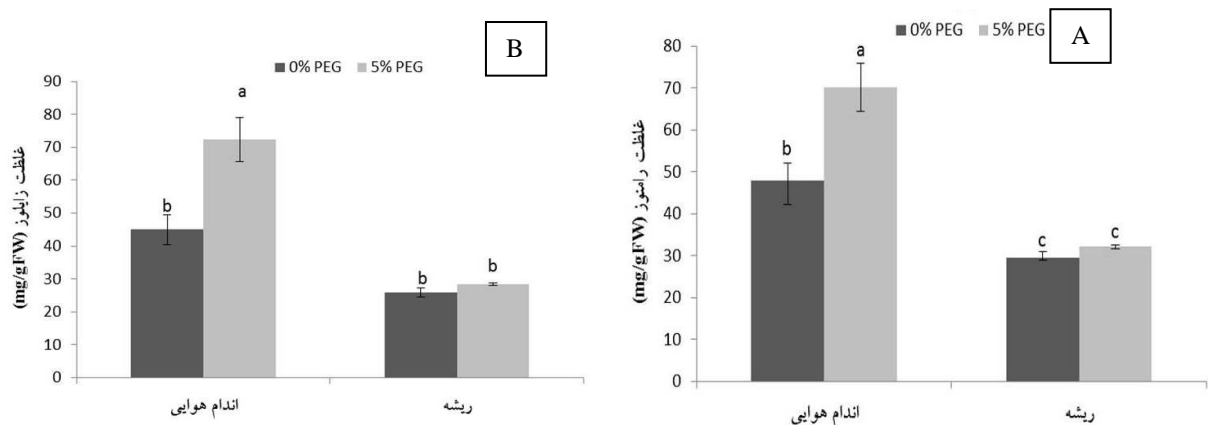 B
0% PEG 5% PEG
غلظت زایلوز (mg/gFW)
90
80
70
60
50
40
30
20
10
0
b
a
b
b
اندام هوایی
ریشه
A
0% PEG 5% PEG
غلظت رامنوز (mg/gFW)
80
70
60
50
40
30
20
10
0
b
a
c
c
اندام هوایی
ریشه